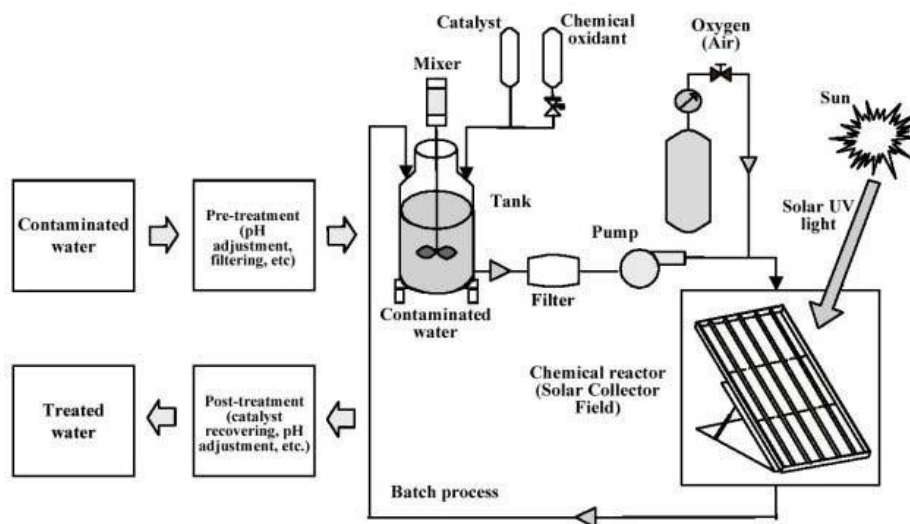 Catalyst
Chemical
oxidant
Oxygen
(Air)
Mixer
Sun
Contaminated
water
Pre-treatment
(pH
adjustment,
filtering, etc)
Tank
Solar UV
light
Pump
Filter
Contaminated
water
Chemical reactor
(Solar Collector
Field)
Treated
water
Post-treatment
(catalyst
recovering, pH
adjustment, etc.)
Batch process